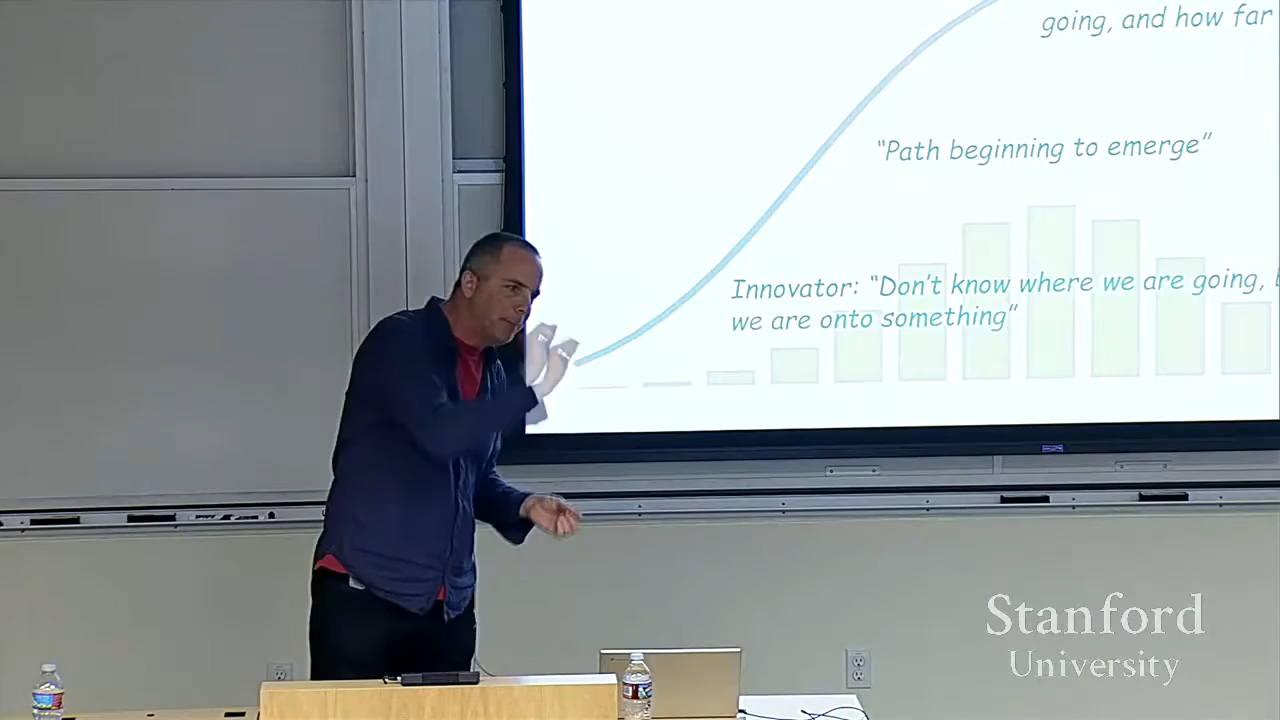 going, and how far
“Path beginning to emerge”
Innovator: “Don’t know where we are going,
we are onto something”
Stanford
University